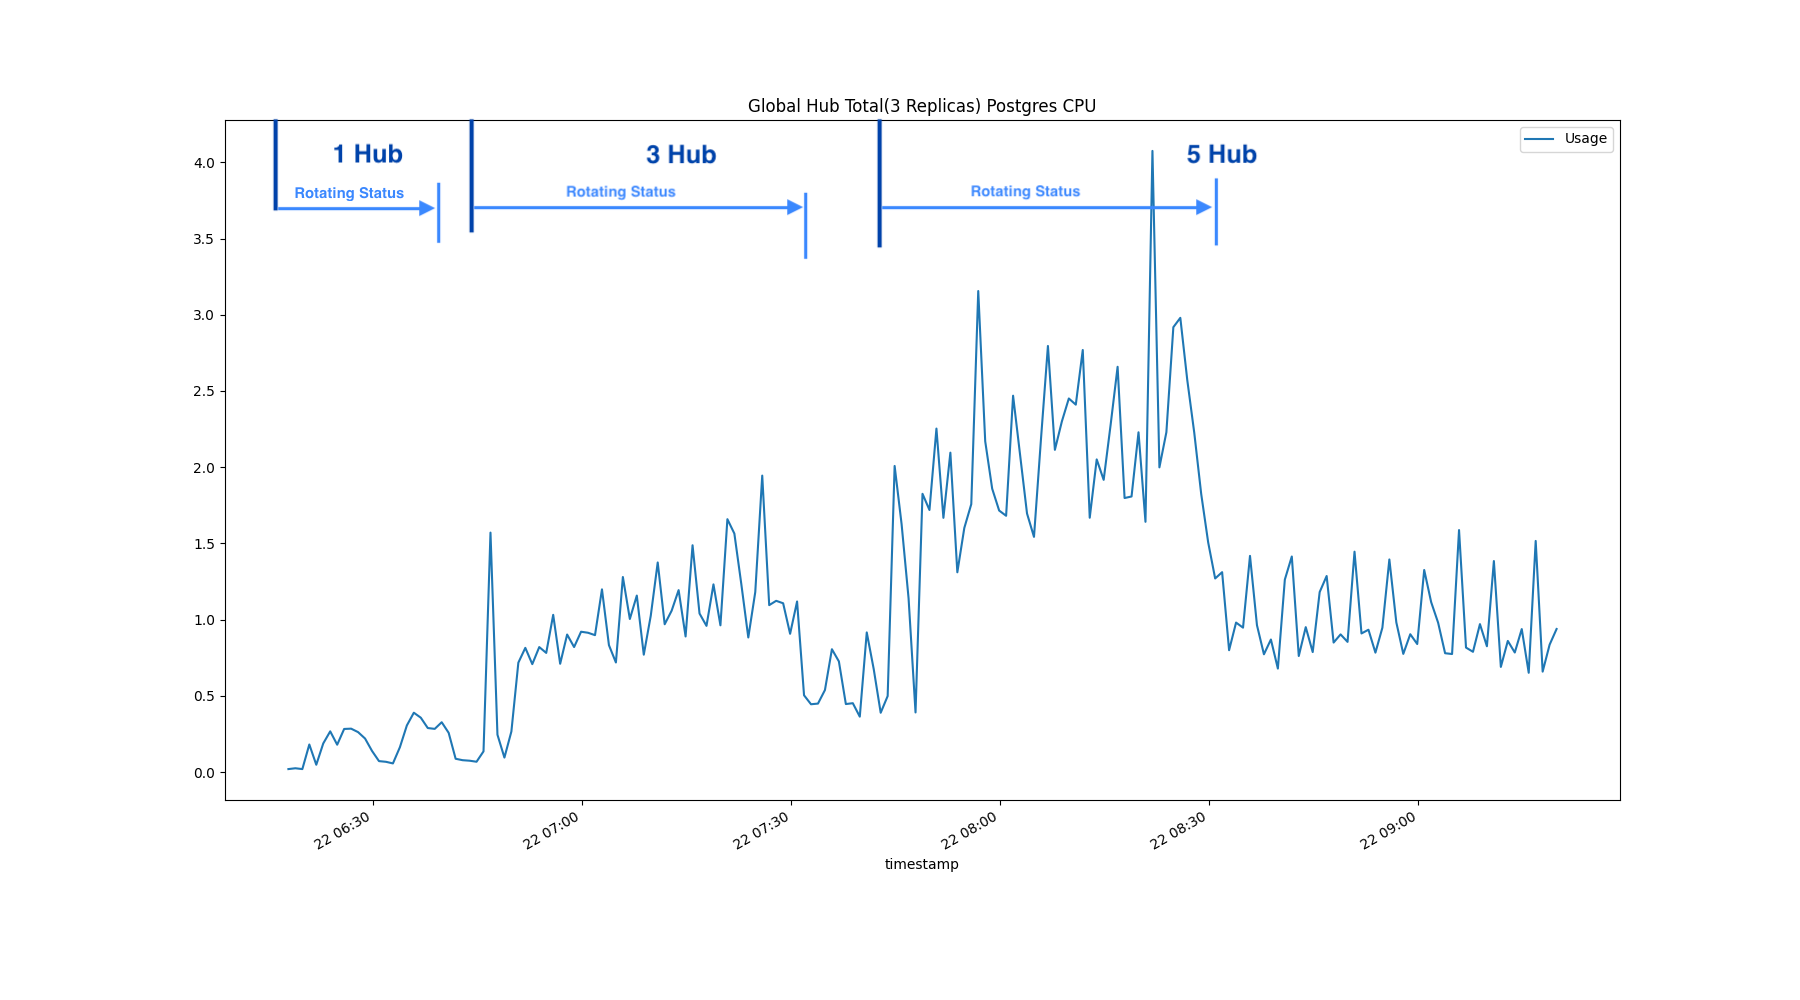 Global Hub Total(3 Replicas) Postgres CPU
Usage
1 Hub
3 Hub
5 Hub
Rotating Status
Rotating Status
Rotating Status
4.0
3.5
3.0
2.5
2.0
1.5
1.0
0.5
0.0
22 06:30
22 07:00
22 07:30
22 08:00
22 08:30
22 09:00
timestamp